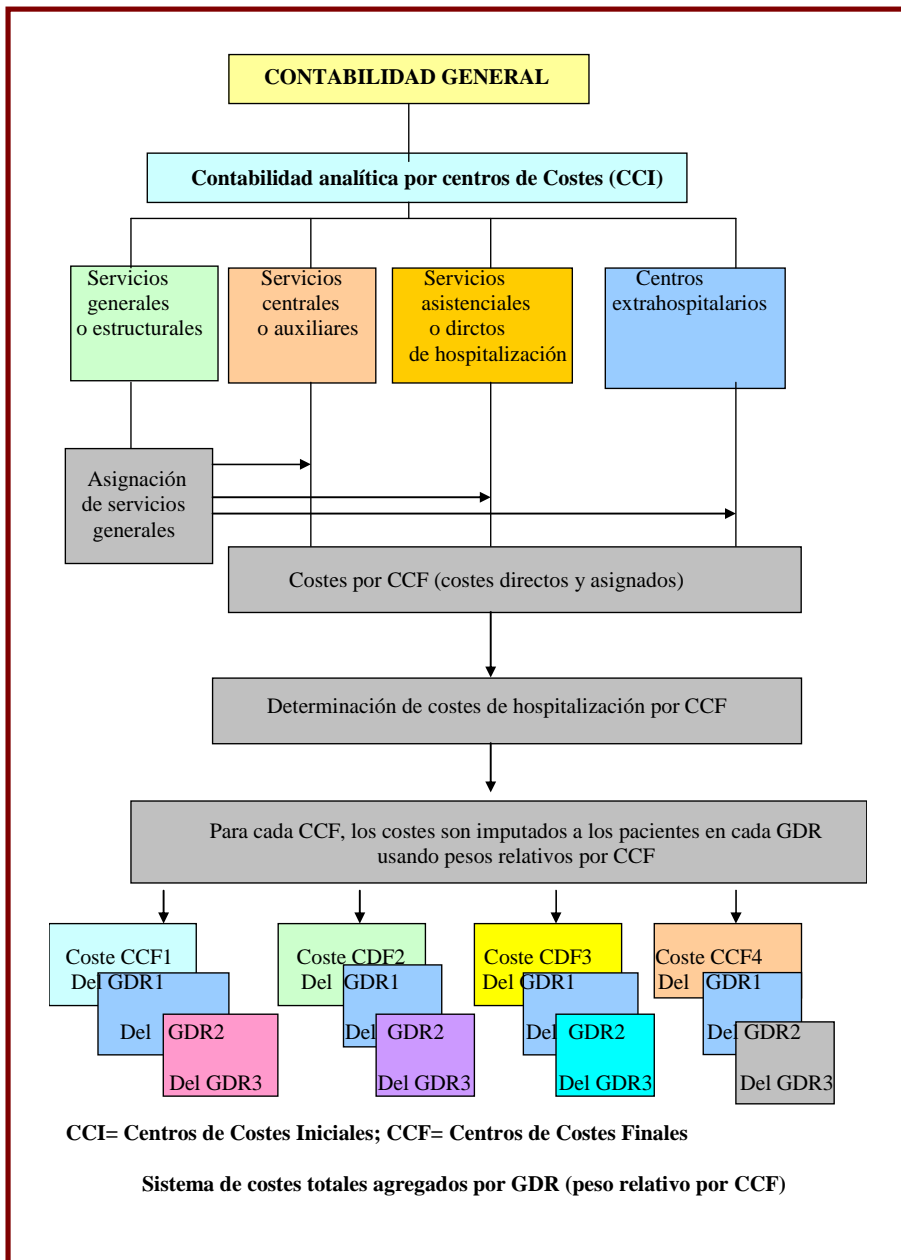 CONTABILIDAD GENERAL
Contabilidad analítica por centros de Costes (CCI)
Servicios
generales
o estructurales
Servicios
centrales
o auxiliares
Servicios
asistenciales
o dirctos
de hospitalización
Centros
extrahospitalarios
Asignación
de servicios
generales
Costes por CCF (costes directos y asignados)
Determinación de costes de hospitalización por CCF
Para cada CCF, los costes son imputados a los pacientes en cada GDR
usando pesos relativos por CCF
Coste CCF1
Del GDR1
Del GDR2
Del GDR3
Coste CDF2
Del GDR1
Del GDR2
Del GDR3
Coste CDF3
Del GDR1
Del GDR2
Del GDR3
Coste CCF4
Del GDR1
Del GDR2
Del GDR3
CCI= Centros de Costes Iniciales; CCF= Centros de Costes Finales
Sistema de costes totales agregados por GDR (peso relativo por CCF)